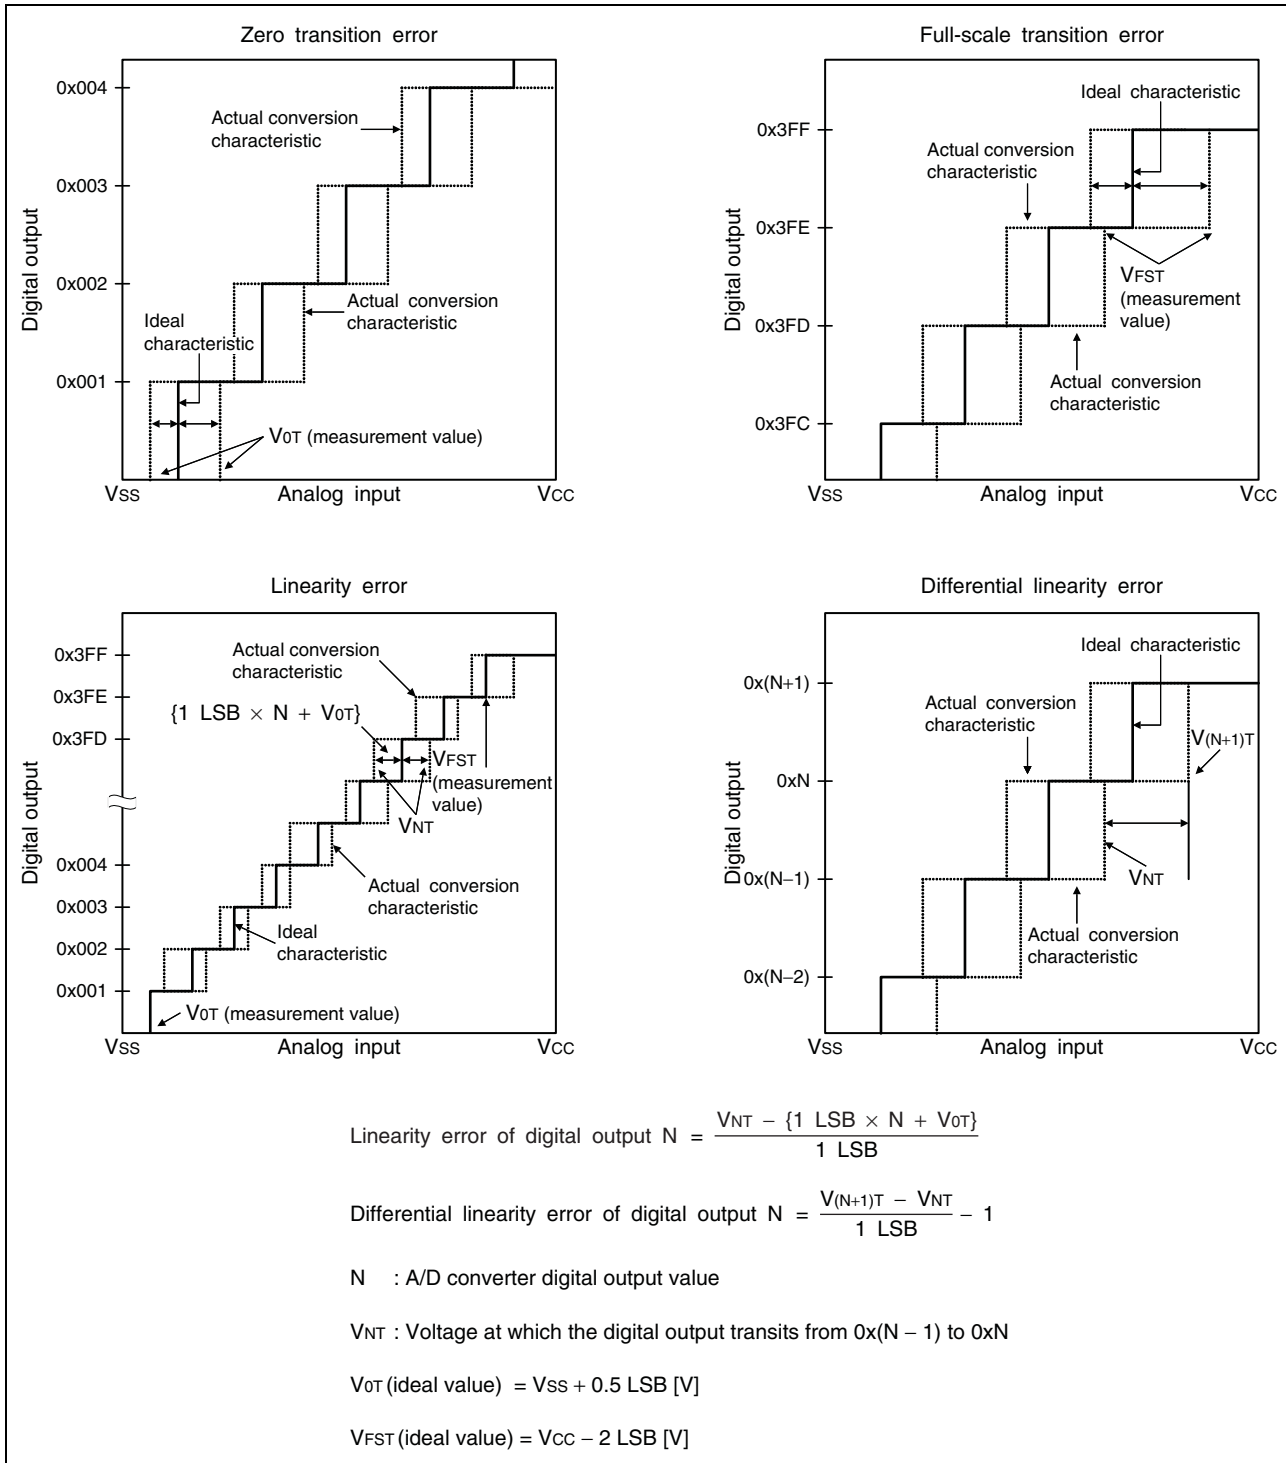 Zero transition error
0x004
0x003
0x002
0x001
Digital output
Actual conversion
characteristic
Actual conversion
characteristic
Ideal
characteristic
V0T (measurement value)
VSS
Analog input
VCC
Full-scale transition error
0x3FF
0x3FE
0x3FD
0x3FC
Digital output
Ideal characteristic
Actual conversion
characteristic
VFST
(measurement
value)
Actual conversion
characteristic
VSS
Analog input
VCC
Linearity error
0x3FF
0x3FE
0x3FD
0x004
0x003
0x002
0x001
Digital output
Actual conversion
characteristic
{1 LSB × N + V0T}
VFST
(measurement
value)
VNT
Actual conversion
characteristic
Ideal
characteristic
V0T (measurement value)
VSS
Analog input
VCC
Differential linearity error
0x(N+1)
0xN
0x(N−1)
0x(N−2)
Digital output
Ideal characteristic
Actual conversion
characteristic
V(N+1)T
VNT
Actual conversion
characteristic
VSS
Analog input
VCC
Linearity error of digital output N = VNT − {1 LSB × N + V0T}
1 LSB
Differential linearity error of digital output N = V(N+1)T − VNT − 1
1 LSB
N : A/D converter digital output value
VNT : Voltage at which the digital output transits from 0x(N − 1) to 0xN
V0T (ideal value) = VSS + 0.5 LSB [V]
VFST (ideal value) = VCC − 2 LSB [V]